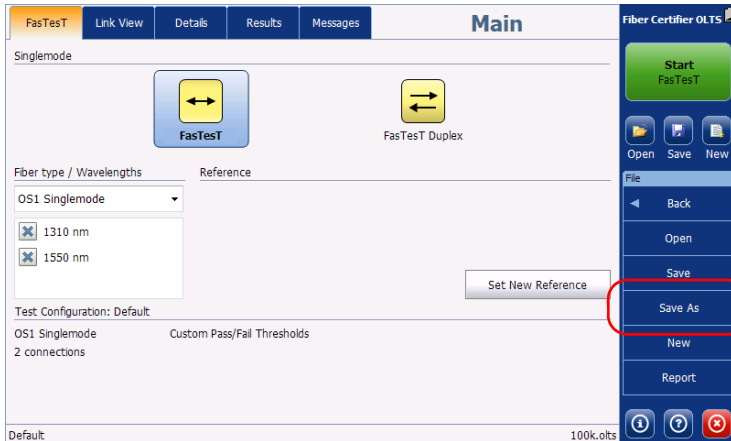 FasTesT
Link View
Details
Results
Messages
Main
Fiber Certifier OLTS
Singlemode
FasTesT
FasTesT Duplex
Start
FasTesT
Open
Save
New
Fiber type / Wavelengths
Reference
OS1 Singlemode
1310 nm
1550 nm
Set New Reference
Test Configuration: Default
OS1 Singlemode
Custom Pass/Fail Thresholds
2 connections
File
Back
Open
Save
Save As
New
Report
Default
100k.olts